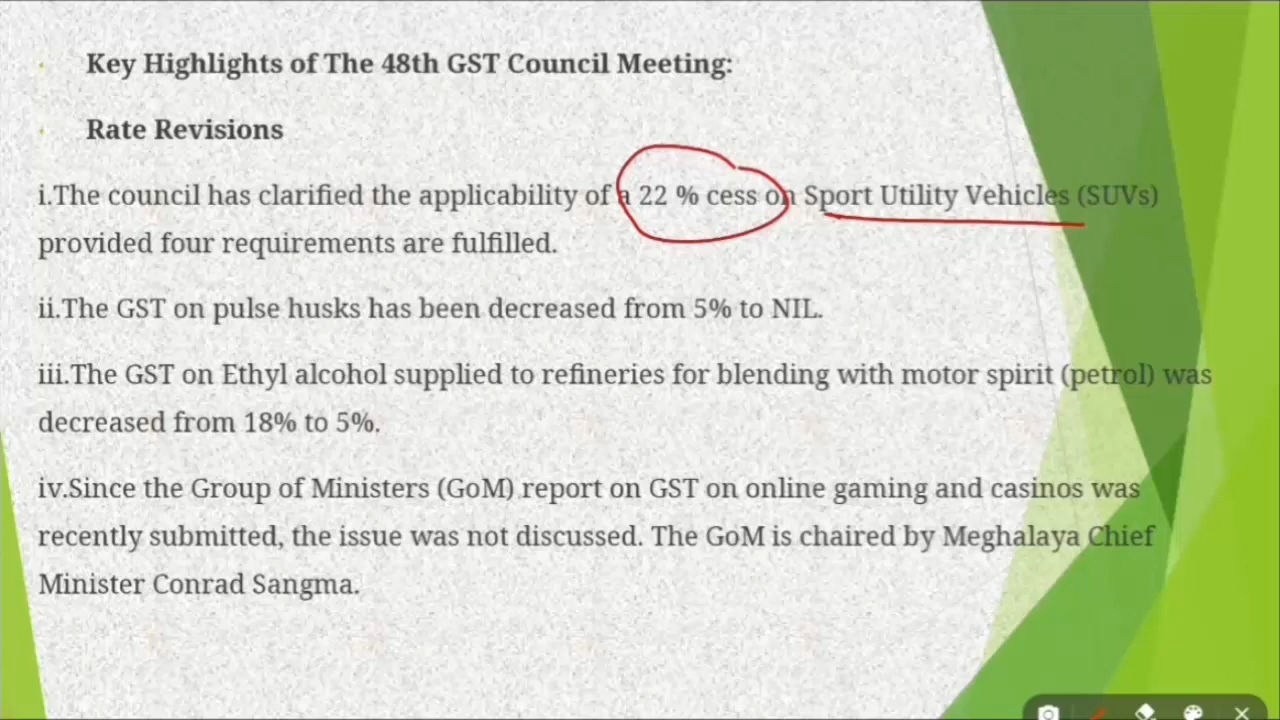 Key Highlights of The 48th GST Council Meeting:
Rate Revisions
i.The council has clarified the applicability of a 22 % cess on Sport Utility Vehicles (SUVs)
provided four requirements are fulfilled.
ii.The GST on pulse husks has been decreased from 5% to NIL.
iii.The GST on Ethyl alcohol supplied to refineries for blending with motor spirit (petrol) was
decreased from 18% to 5%.
iv.Since the Group of Ministers (GoM) report on GST on online gaming and casinos was
recently submitted, the issue was not discussed. The GoM is chaired by Meghalaya Chief
Minister Conrad Sangma.